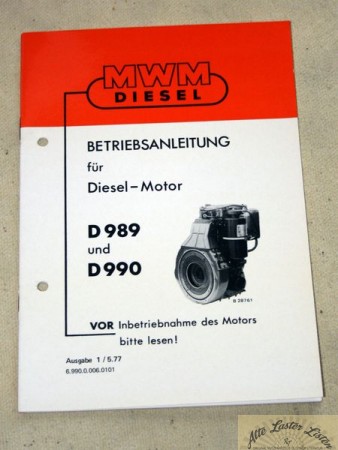 MWM
DIESEL
BETRIEBSANLEITUNG
für
Diesel-Motor
D 989
und
D 990
B 28161
VOR Inbetriebnahme des Motors
bitte lesen!
Ausgabe 1/5.77
6.990.0.006.0101
Alte Laster Listen